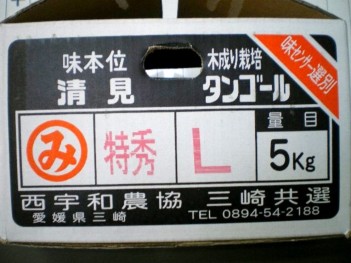 味センサー選別
味本位 木成り栽培
清見 タンゴール
み 特秀 L 量目
5Kg
西宇和農協 三崎共選
愛媛県三崎 TEL 0894-54-2188